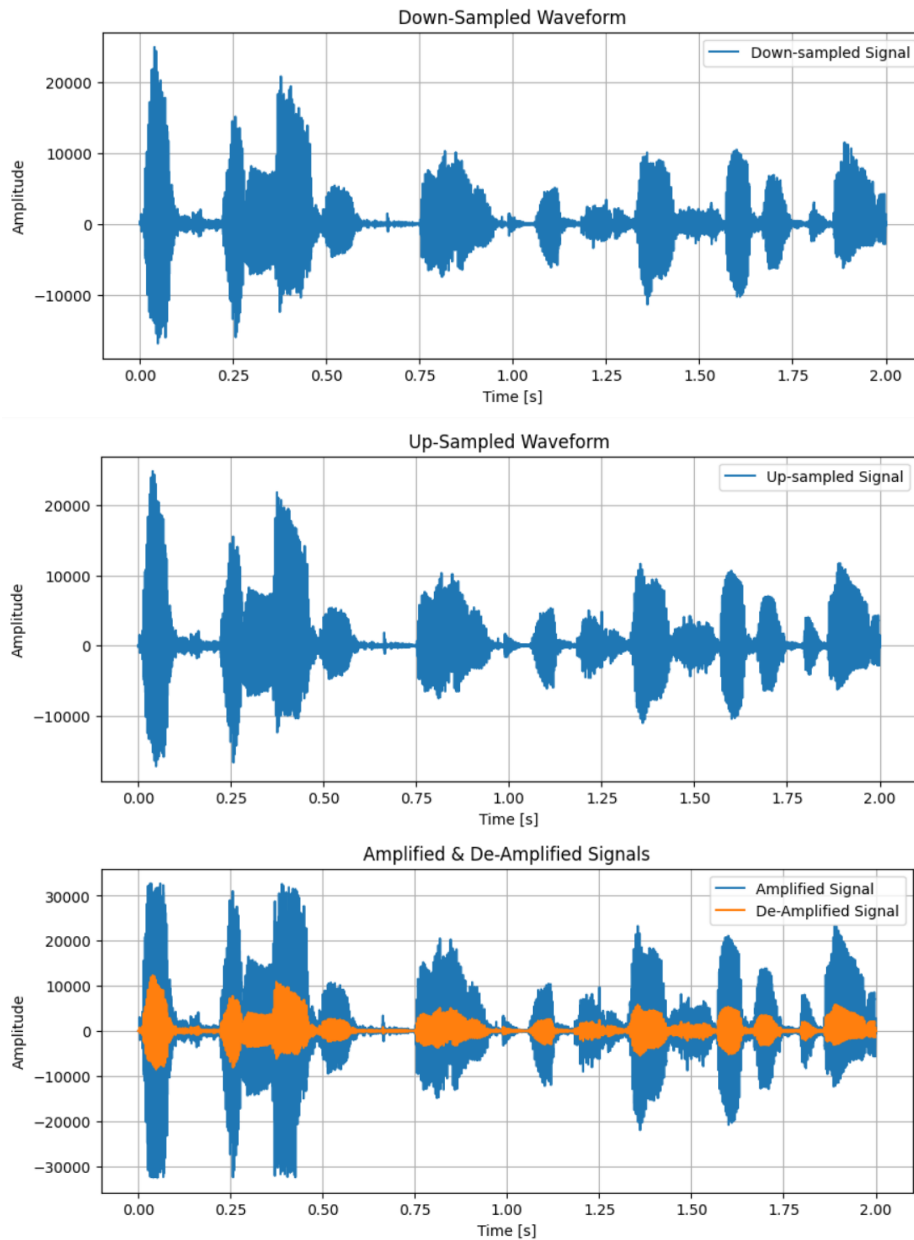 Down-Sampled Waveform
Down-sampled Signal
20000
10000
0
−10000
Amplitude
0.00 0.25 0.50 0.75 1.00 1.25 1.50 1.75 2.00
Time [s]
Up-Sampled Waveform
Up-sampled Signal
20000
10000
0
−10000
Amplitude
0.00 0.25 0.50 0.75 1.00 1.25 1.50 1.75 2.00
Time [s]
Amplified & De-Amplified Signals
Amplified Signal
De-Amplified Signal
30000
20000
10000
0
−10000
−20000
−30000
Amplitude
0.00 0.25 0.50 0.75 1.00 1.25 1.50 1.75 2.00
Time [s]